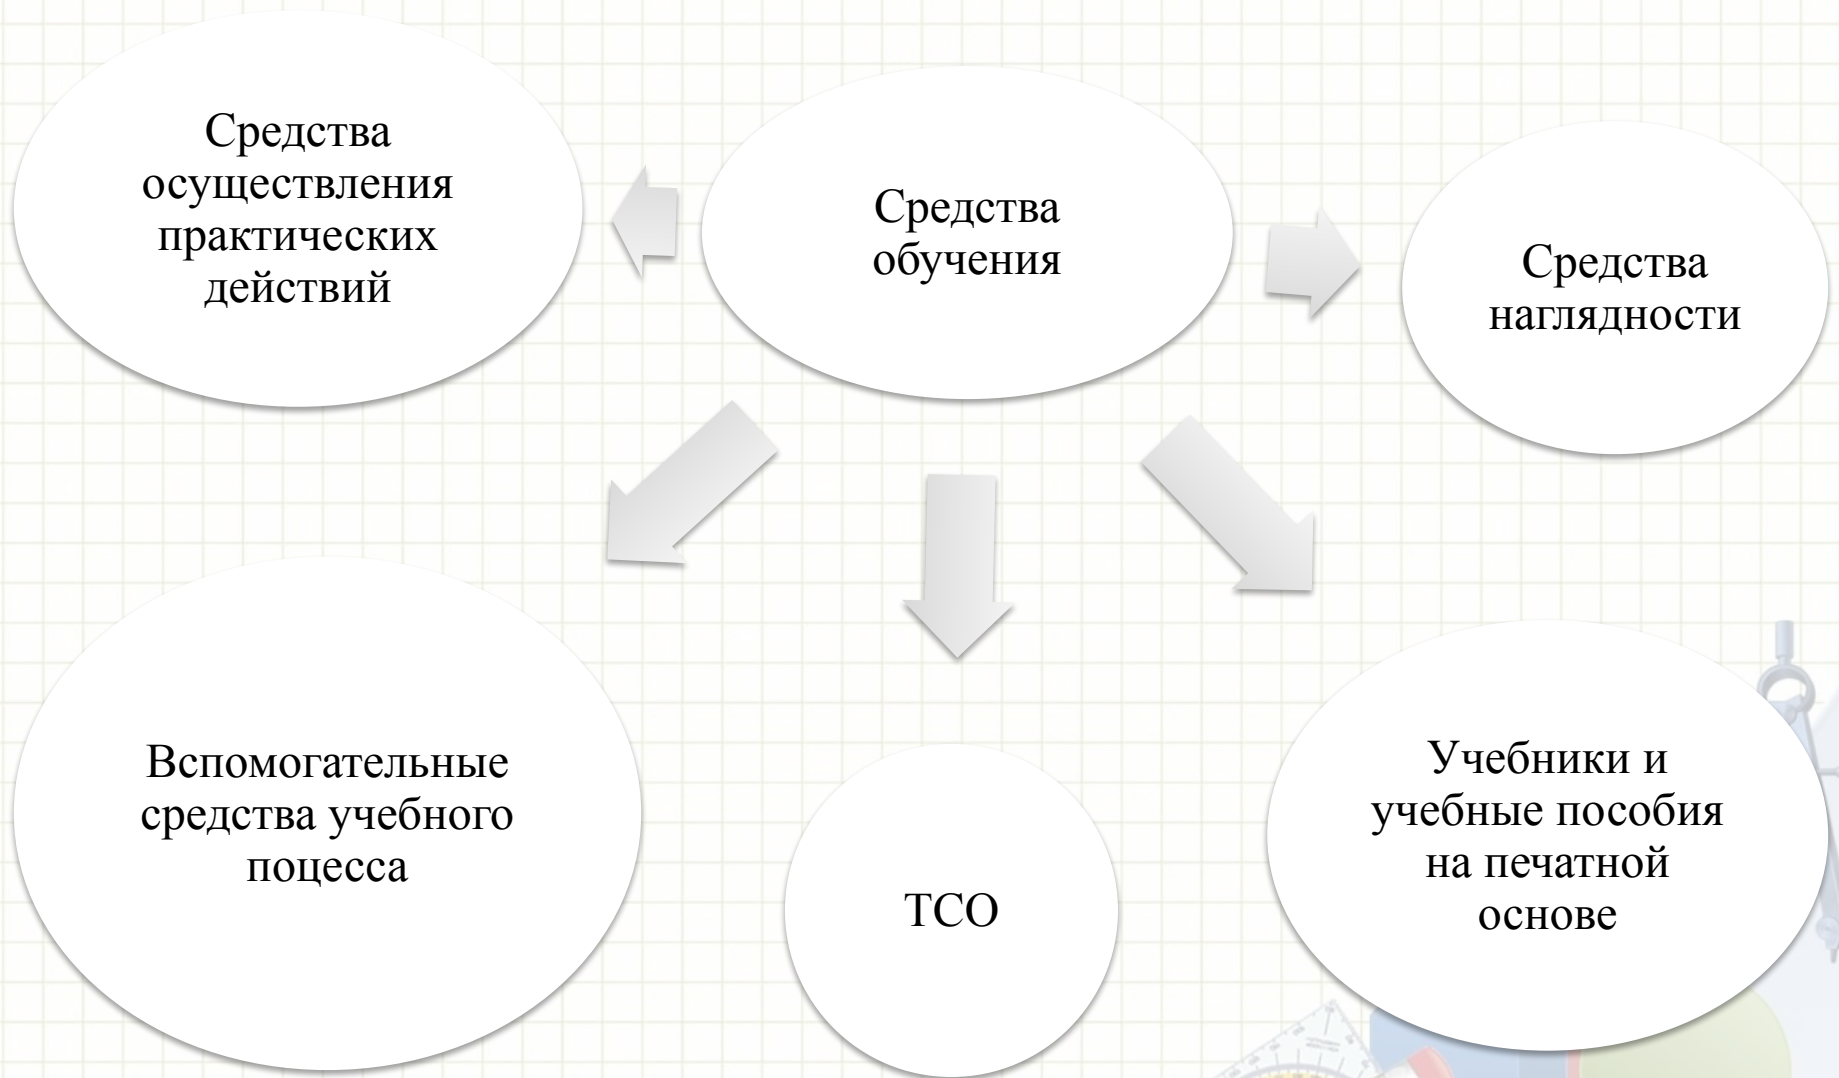 Средства
осуществления
практических
действий
Средства
обучения
Средства
наглядности
Вспомогательные
средства учебного
поцесса
ТСО
Учебники и
учебные пособия
на печатной
основе